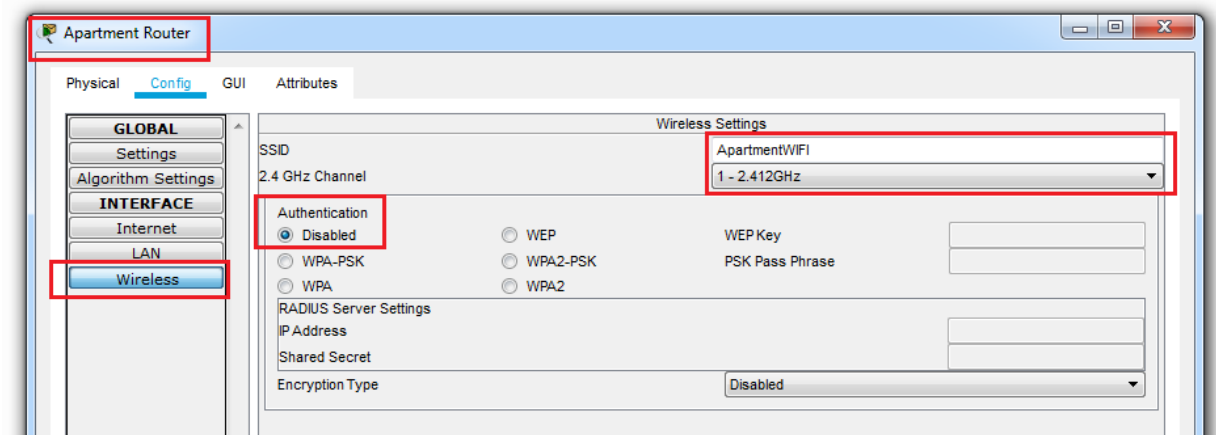 Apartment Router
Physical Config GUI Attributes
GLOBAL
Settings
Algorithm Settings
INTERFACE
Internet
LAN
Wireless
Wireless Settings
SSID ApartmentWIFI
2.4 GHz Channel 1 - 2.412GHz
Authentication
Disabled WEP WEP Key
WPA-PSK WPA2-PSK PSK Pass Phrase
WPA WPA2
RADIUS Server Settings
IP Address
Shared Secret
Encryption Type Disabled